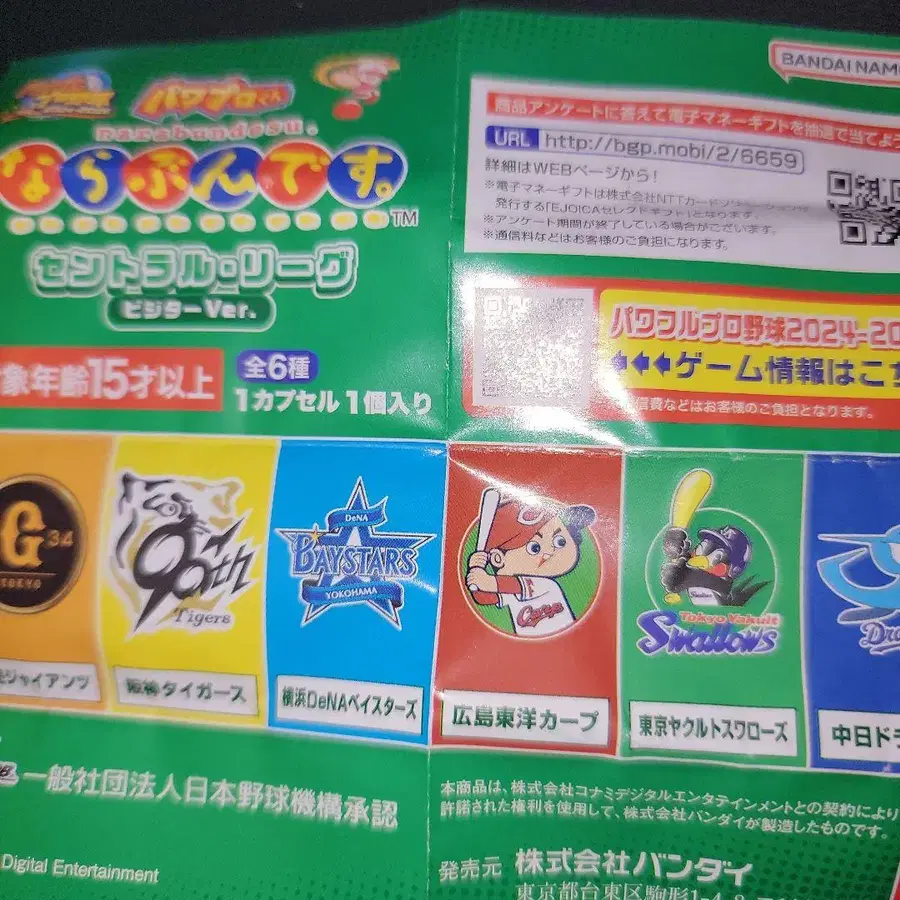 BANDAI NAMC
パワプロくん
narabundesu.
ならぶんです。
TM
セントラル・リーグ
ビジターVer.
象年齢15才以上
全6種
1カプセル1個入り
商品アンケートに答えて電子マネーギフトを抽選で当てよう
URL http://bgp.mobi/2/6659
詳細はWEBページから!
※電子マネーギフトは株式会社NTTカードソリューションが
発行する「EJOICAセレクトギフト」となります。
※アンケート期間が終了している場合がございます。
※通信料などはお客様のご負担になります。
パワフルプロ野球2024-20
ゲーム情報はこち
信費などはお客様のご負担となります。
G 34
TOKYO
90th
Tigers
DeNA
BAYSTARS
YOKOHAMA
Carp
Swallows
Tokyo Yakult
Swallows
Dra
ジャイアンツ
阪神タイガース
横浜DeNAベイスターズ
広島東洋カープ
東京ヤクルトスワローズ
中日ドラ
一般社団法人日本野球機構承認
Digital Entertainment
本商品は、株式会社コナミデジタルエンタテインメントとの契約により
許諾された権利を使用して、株式会社バンダイが製造したものです。
発売元 株式会社バンダイ
東京都台東区駒形1-4-8